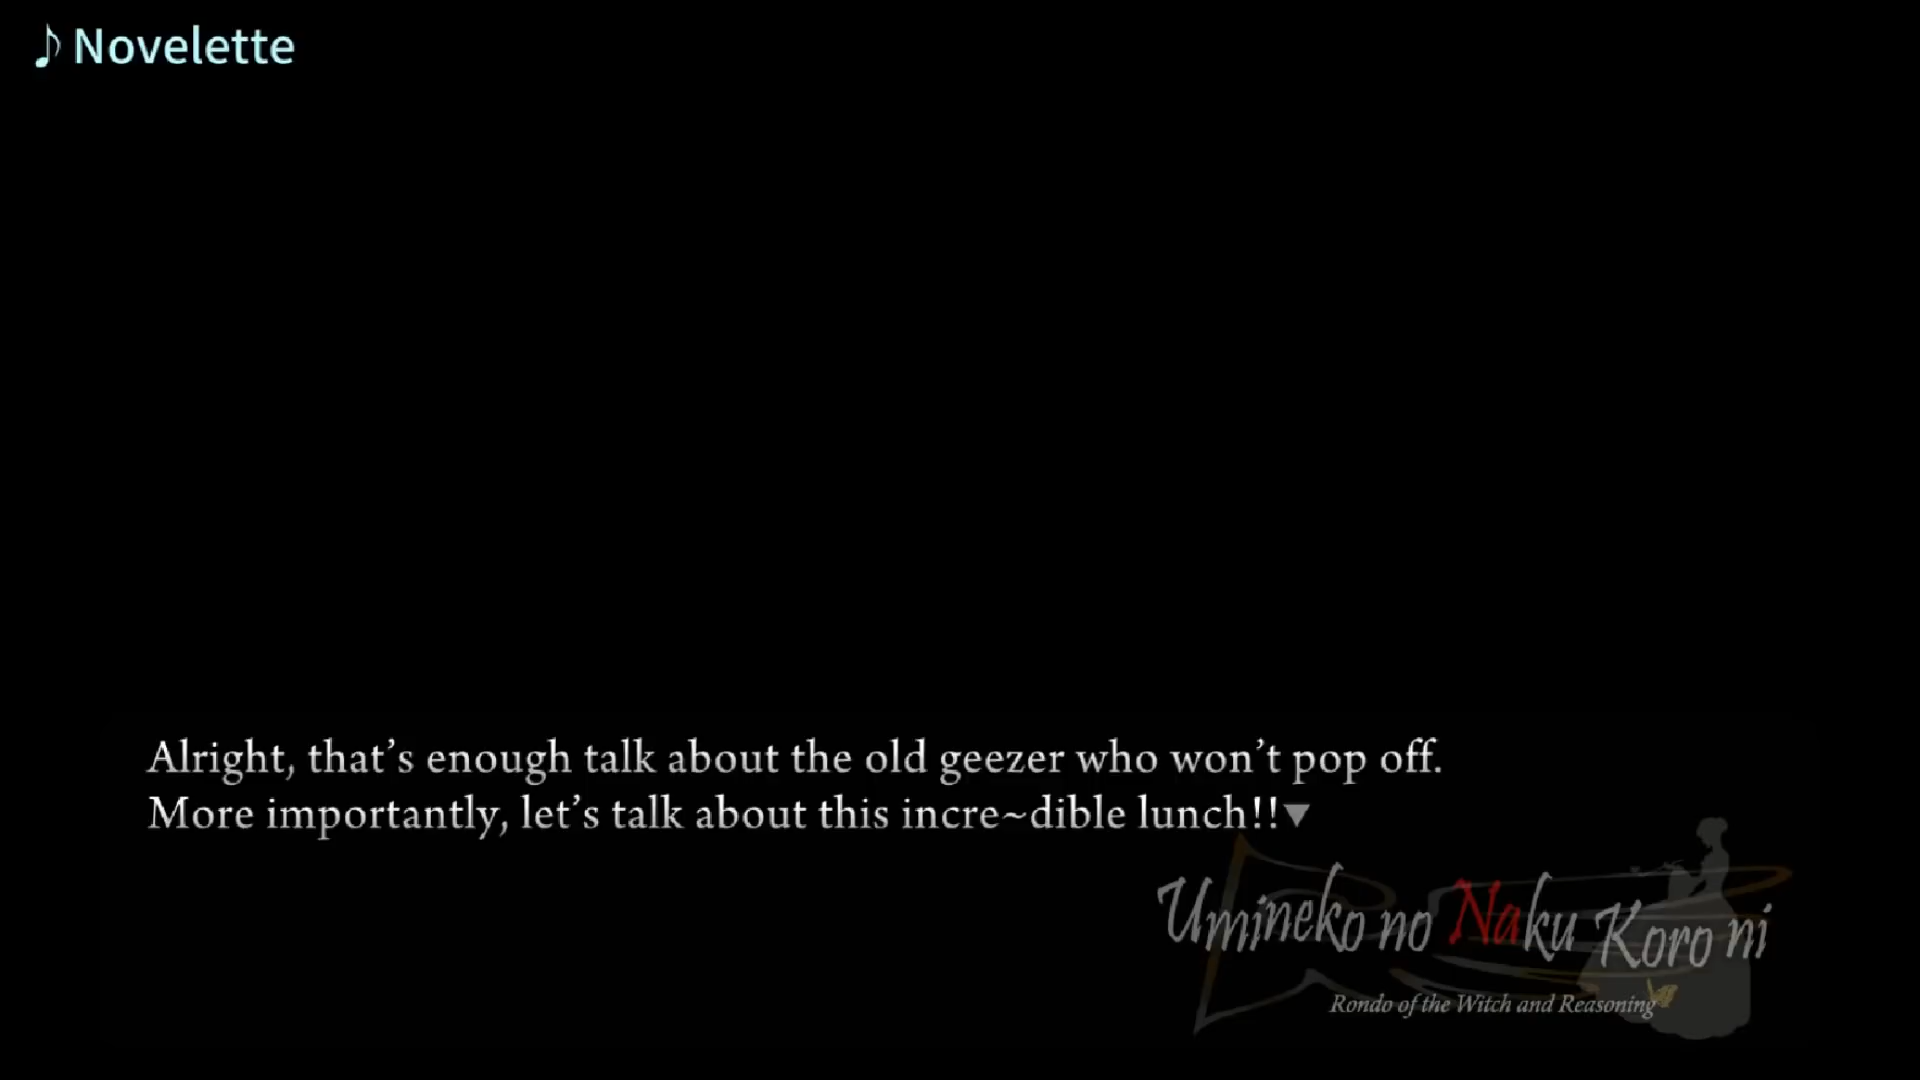 ♪Novelette
Alright, that’s enough talk about the old geezer who won’t pop off.
More importantly, let’s talk about this incre~dible lunch!!▼
Umineko no Naku Koro ni
Rondo of the Witch and Reasoning